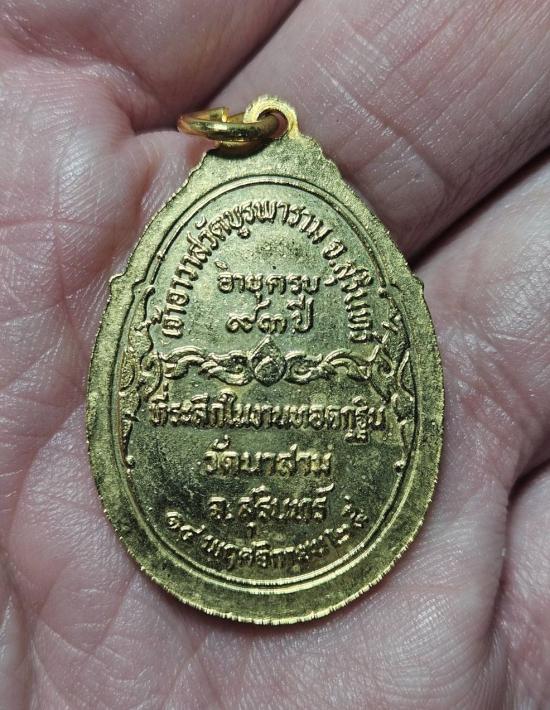 เจ้าอาวาสวัดบูรพาราม จ.สุรินทร์
อายุครบ
๙๓ ปี
ที่ระลึกในงานทอดกฐิน
วัดนาสาม
จ.สุรินทร์
๑๔ พฤศจิกายน